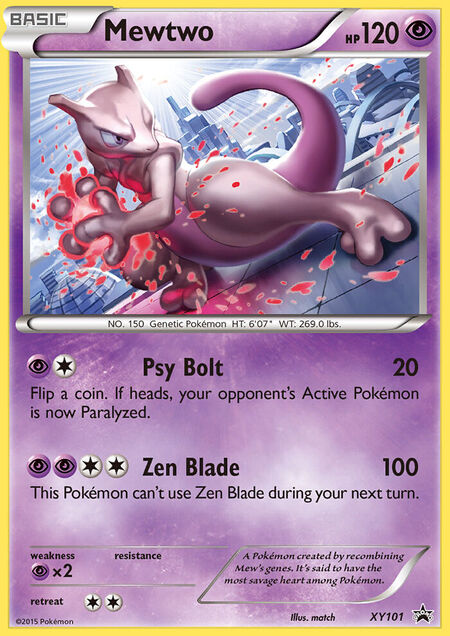 BASIC
Mewtwo
HP 120
NO. 150 Genetic Pokémon HT: 6'07" WT: 269.0 lbs.
Psy Bolt 20
Flip a coin. If heads, your opponent's Active Pokémon
is now Paralyzed.
Zen Blade 100
This Pokémon can't use Zen Blade during your next turn.
weakness resistance
×2
A Pokémon created by recombining
Mew's genes. It's said to have the
most savage heart among Pokémon.
retreat
©2015 Pokémon Illus. match XY101